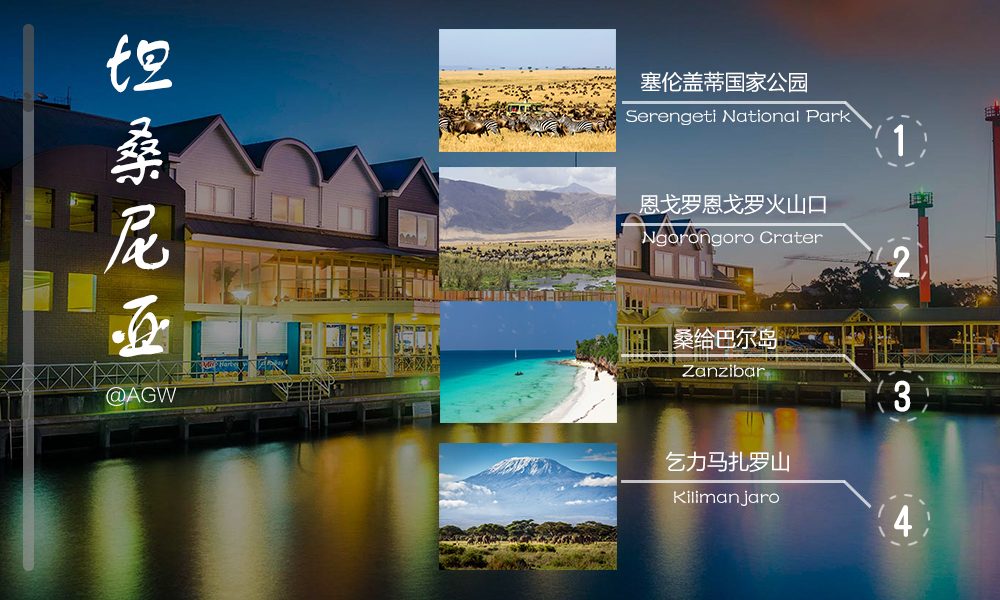 坦桑尼亚
@AGW
塞伦盖蒂国家公园
Serengeti National Park
1
恩戈罗恩戈罗火山口
Ngorongoro Crater
2
桑给巴尔岛
Zanzibar
3
乞力马扎罗山
Kilimanjaro
4